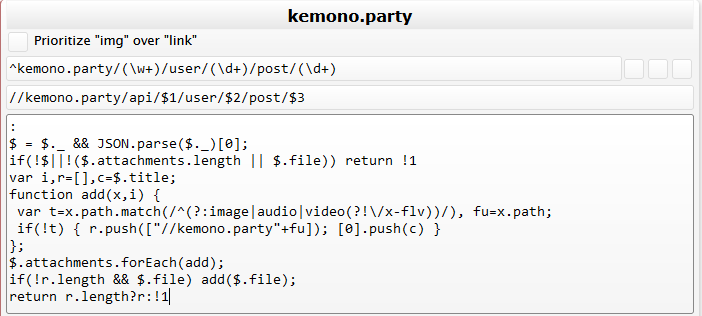 kemono.party
Prioritize "img" over "link"
^kemono.party/(\w+)/user/(\d+)/post/(\d+)
//kemono.party/api/$1/user/$2/post/$3
:
$ = $._ && JSON.parse($._)[0];
if(!$||!($.attachments.length || $.file)) return !1
var i,r=[],c=$.title;
function add(x,i) {
 var t=x.path.match(/^(?:image|audio|video(?!\/x-flv))/), fu=x.path;
 if(!t) { r.push(["//kemono.party"+fu]); [0].push(c) }
};
$.attachments.forEach(add);
if(!r.length && $.file) add($.file);
return r.length?r:!1